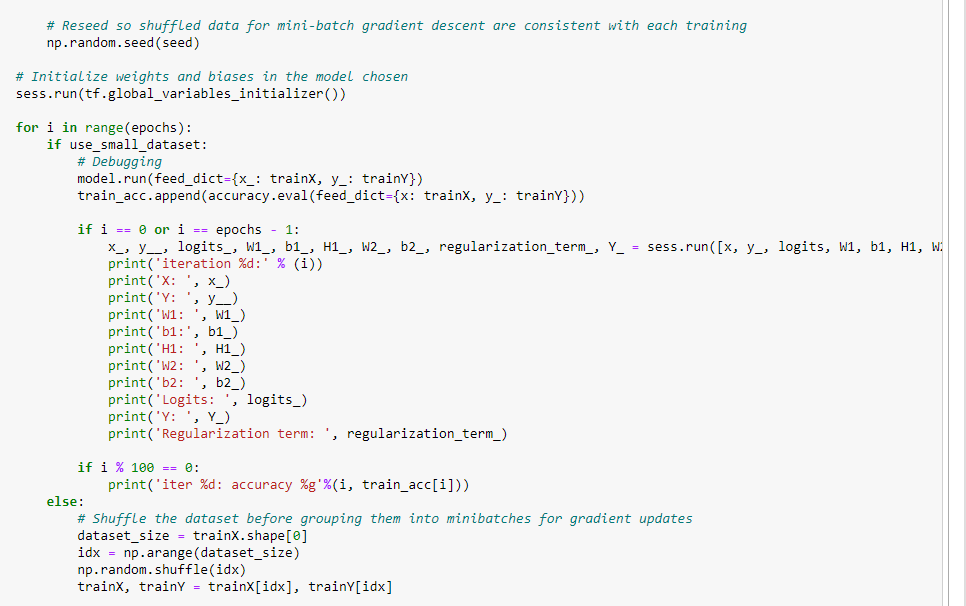 # Reseed so shuffled data for mini-batch gradient descent are consistent with each training
np.random.seed(seed)
# Initialize weights and biases in the model chosen
sess.run(tf.global_variables_initializer())
for i in range(epochs):
if use_small_dataset:
# Debugging
model.run(feed_dict={x_: trainX, y_: trainY})
train_acc.append(accuracy.eval(feed_dict={x: trainX, y_: trainY}))
if i == 0 or i == epochs - 1:
x_, y__, logits_, W1_, b1_, H1_, W2_, b2_, regularization_term_, Y_ = sess.run([x, y_, logits, W1, b1, H1,
print('iteration %d:' % (i))
print('X: ', x_)
print('Y: ', y__)
print('W1: ', W1_)
print('b1:', b1_)
print('H1: ', H1_)
print('W2: ', W2_)
print('b2: ', b2_)
print('Logits: ', logits_)
print('Y: ', Y_)
print('Regularization term: ', regularization_term_)
if i % 100 == 0:
print('iter %d: accuracy %g'%(i, train_acc[i]))
else:
# Shuffle the dataset before grouping them into minibatches for gradient updates
dataset_size = trainX.shape[0]
idx = np.arange(dataset_size)
np.random.shuffle(idx)
trainX, trainY = trainX[idx], trainY[idx]